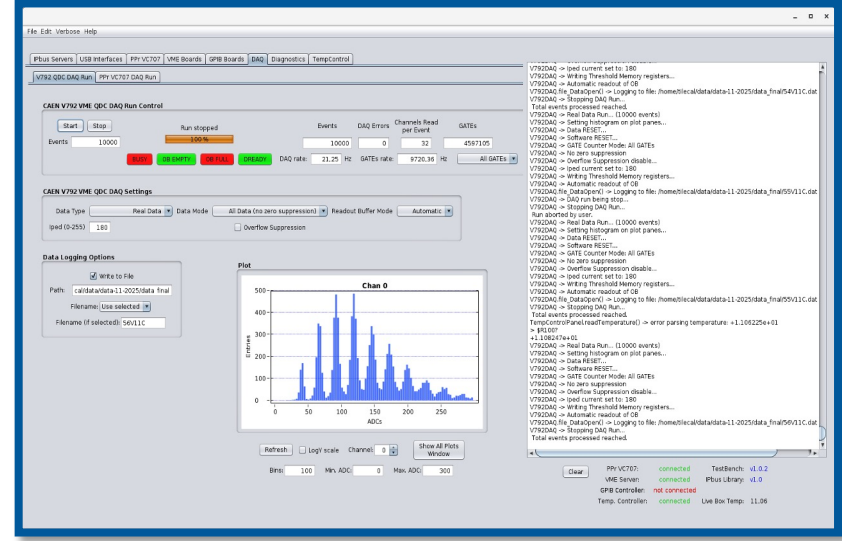 File Edit Verbose Help
IPbus Servers USB Interfaces PPr VC707 VME Boards GPIB Boards DAQ Diagnostics TempControl
V792 QDC DAQ Run PPr VC707 DAQ Run
CAEN V792 VME QDC DAQ Run Control
Start Stop
Run stopped
Events DAQ Errors Channels Read per Event GATEs
Events 10000 100 % 10000 0 32 4597105
BUSY OB EMPTY OB FULL DREADY DAQ rate: 21,25 Hz GATEs rate: 9720,36 Hz All GATEs
CAEN V792 VME QDC DAQ Settings
Data Type Real Data Data Mode All Data (no zero suppression) Readout Buffer Mode Automatic
Iped (0-255) 180 Overflow Suppression
Data Logging Options
Write to File
Path: cal/data/data-11-2025/data_final
Filename: Use selected
Filename (if selected): S6V11C
Plot
Chan 0
500
400
300
200
100
0
Entries
0 50 100 150 200 250
ADCs
Refresh LogY scale Channel: 0 Show All Plots Window
Bins: 100 Min. ADC: 0 Max. ADC: 300
V792DAQ -> Iped current set to: 180
V792DAQ -> Writing Threshold Memory registers...
V792DAQ -> Automatic readout of OB
V792DAQ.file_DataOpen() -> Logging to file: /home/tilecal/data/data-11-2025/data_final/S4V11C.dat
V792DAQ -> Stopping DAQ Run...
Total events processed reached.
V792DAQ -> Real Data Run... (10000 events)
V792DAQ -> Setting histogram on plot panes...
V792DAQ -> Data RESET...
V792DAQ -> Software RESET...
V792DAQ -> GATE Counter Mode: All GATEs
V792DAQ -> No zero suppression
V792DAQ -> Overflow Suppression disable...
V792DAQ -> Iped current set to: 180
V792DAQ -> Writing Threshold Memory registers...
V792DAQ -> Automatic readout of OB
V792DAQ.file_DataOpen() -> Logging to file: /home/tilecal/data/data-11-2025/data_final/S5V11C.dat
V792DAQ -> DAQ run being stop...
V792DAQ -> Stopping DAQ Run...
Run aborted by user.
V792DAQ -> Real Data Run... (10000 events)
V792DAQ -> Setting histogram on plot panes...
V792DAQ -> Data RESET...
V792DAQ -> Software RESET...
V792DAQ -> GATE Counter Mode: All GATEs
V792DAQ -> No zero suppression
V792DAQ -> Overflow Suppression disable...
V792DAQ -> Iped current set to: 180
V792DAQ -> Writing Threshold Memory registers...
V792DAQ -> Automatic readout of OB
V792DAQ.file_DataOpen() -> Logging to file: /home/tilecal/data/data-11-2025/data_final/S5V11C.dat
V792DAQ -> Stopping DAQ Run...
Total events processed reached.
TempControlPanel.readTemperature() -> error parsing temperature: +1.106225e+01
> $R100?
+1.108247e+01
V792DAQ -> Real Data Run... (10000 events)
V792DAQ -> Setting histogram on plot panes...
V792DAQ -> Data RESET...
V792DAQ -> Software RESET...
V792DAQ -> GATE Counter Mode: All GATEs
V792DAQ -> No zero suppression
V792DAQ -> Overflow Suppression disable...
V792DAQ -> Iped current set to: 180
V792DAQ -> Writing Threshold Memory registers...
V792DAQ -> Automatic readout of OB
V792DAQ.file_DataOpen() -> Logging to file: /home/tilecal/data/data-11-2025/data_final/S6V11C.dat
V792DAQ -> Stopping DAQ Run...
Total events processed reached.
Clear PPr VC707: connected TestBench: v1.0.2
VME Server: connected IPbus Library: v1.0
GPIB Controller: not connected
Temp. Controller: connected Live Box Temp: 11.06